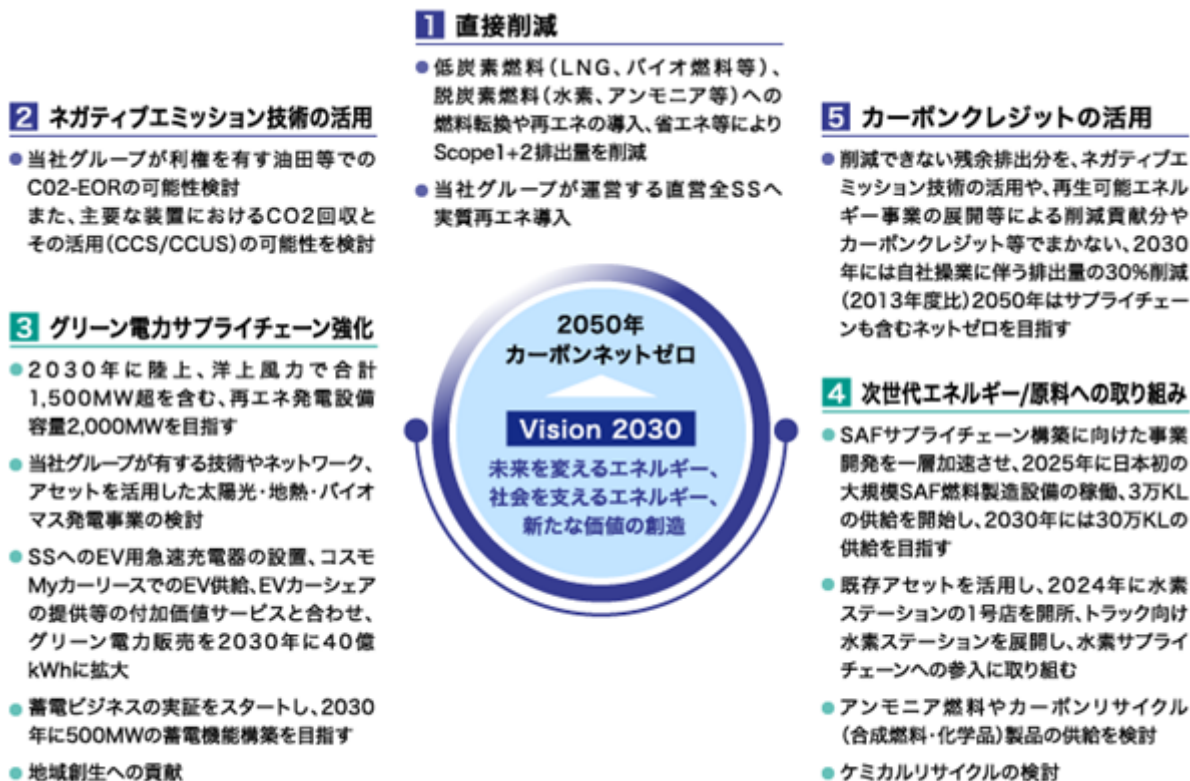 1 直接削減
●低炭素燃料(LNG、バイオ燃料等)、
脱炭素燃料(水素、アンモニア等)への
燃料転換や再エネの導入、省エネ等により
Scope1+2排出量を削減
●当社グループが運営する直営全SSへ
実質再エネ導入
2 ネガティブエミッション技術の活用
●当社グループが利権を有す油田等での
CO2-EORの可能性検討
また、主要な装置におけるCO2回収と
その活用(CCS/CCUS)の可能性を検討
3 グリーン電力サプライチェーン強化
●2030年に陸上、洋上風力で合計
1,500MW超を含む、再エネ発電設備
容量2,000MWを目指す
●当社グループが有する技術やネットワーク、
アセットを活用した太陽光・地熱・バイオ
マス発電事業の検討
●SSへのEV用急速充電器の設置、コスモ
MyカーリースでのEV供給、EVカーシェア
の提供等の付加価値サービスと合わせ、
グリーン電力販売を2030年に40億
kWhに拡大
●蓄電ビジネスの実証をスタートし、2030
年に500MWの蓄電機能構築を目指す
●地域創生への貢献
2050年
カーボンネットゼロ
Vision 2030
未来を変えるエネルギー、
社会を支えるエネルギー、
新たな価値の創造
5 カーボンクレジットの活用
●削減できない残余排出分を、ネガティブエ
ミッション技術の活用や、再生可能エネル
ギー事業の展開等による削減貢献分や
カーボンクレジット等でまかない、2030
年には自社操業に伴う排出量の30%削減
(2013年度比)2050年はサプライチェー
ンも含むネットゼロを目指す
4 次世代エネルギー/原料への取り組み
●SAFサプライチェーン構築に向けた事業
開発を一層加速させ、2025年に日本初の
大規模SAF燃料製造設備の稼働、3万KL
の供給を開始し、2030年には30万KLの
供給を目指す
●既存アセットを活用し、2024年に水素
ステーションの1号店を開所、トラック向け
水素ステーションを展開し、水素サプライ
チェーンへの参入に取り組む
●アンモニア燃料やカーボンリサイクル
(合成燃料・化学品)製品の供給を検討
●ケミカルリサイクルの検討